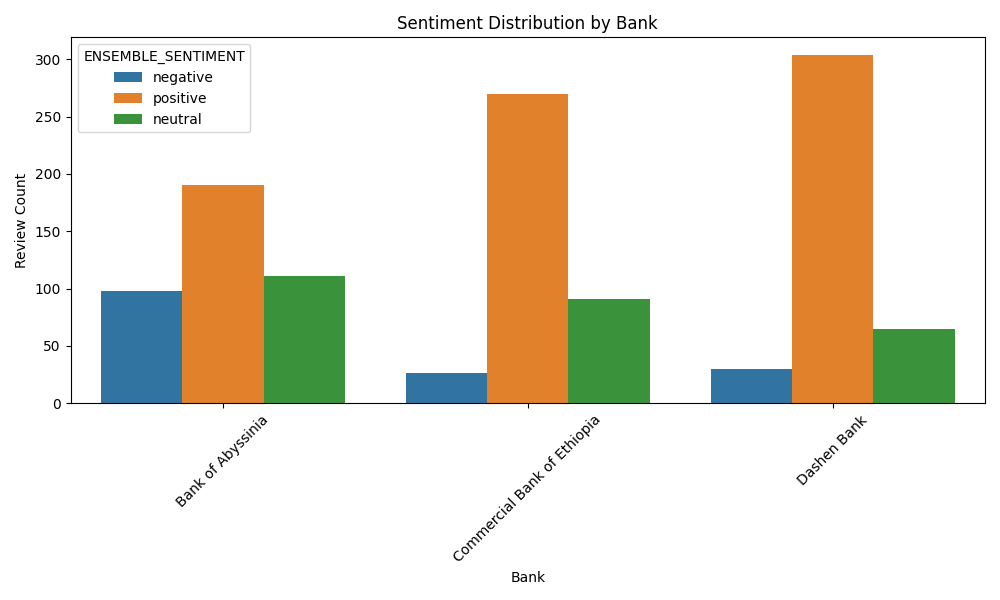 Sentiment Distribution by Bank
ENSEMBLE_SENTIMENT
negative
positive
neutral
Review Count
300
250
200
150
100
50
0
Bank of Abyssinia
Commercial Bank of Ethiopia
Dashen Bank
Bank